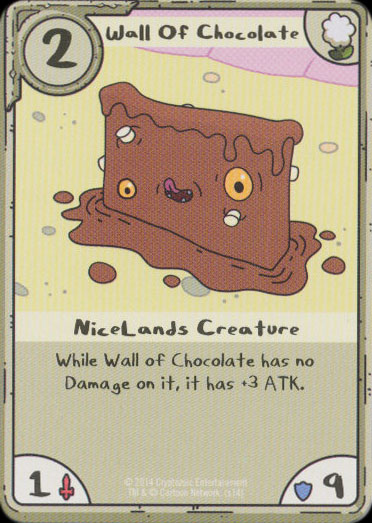 2
Wall Of Chocolate
NiceLands Creature
While Wall of Chocolate has no
Damage on it, it has +3 ATK.
1
9
© 2014 Cryptozoic Entertainment
TM & © Cartoon Network. (s14)